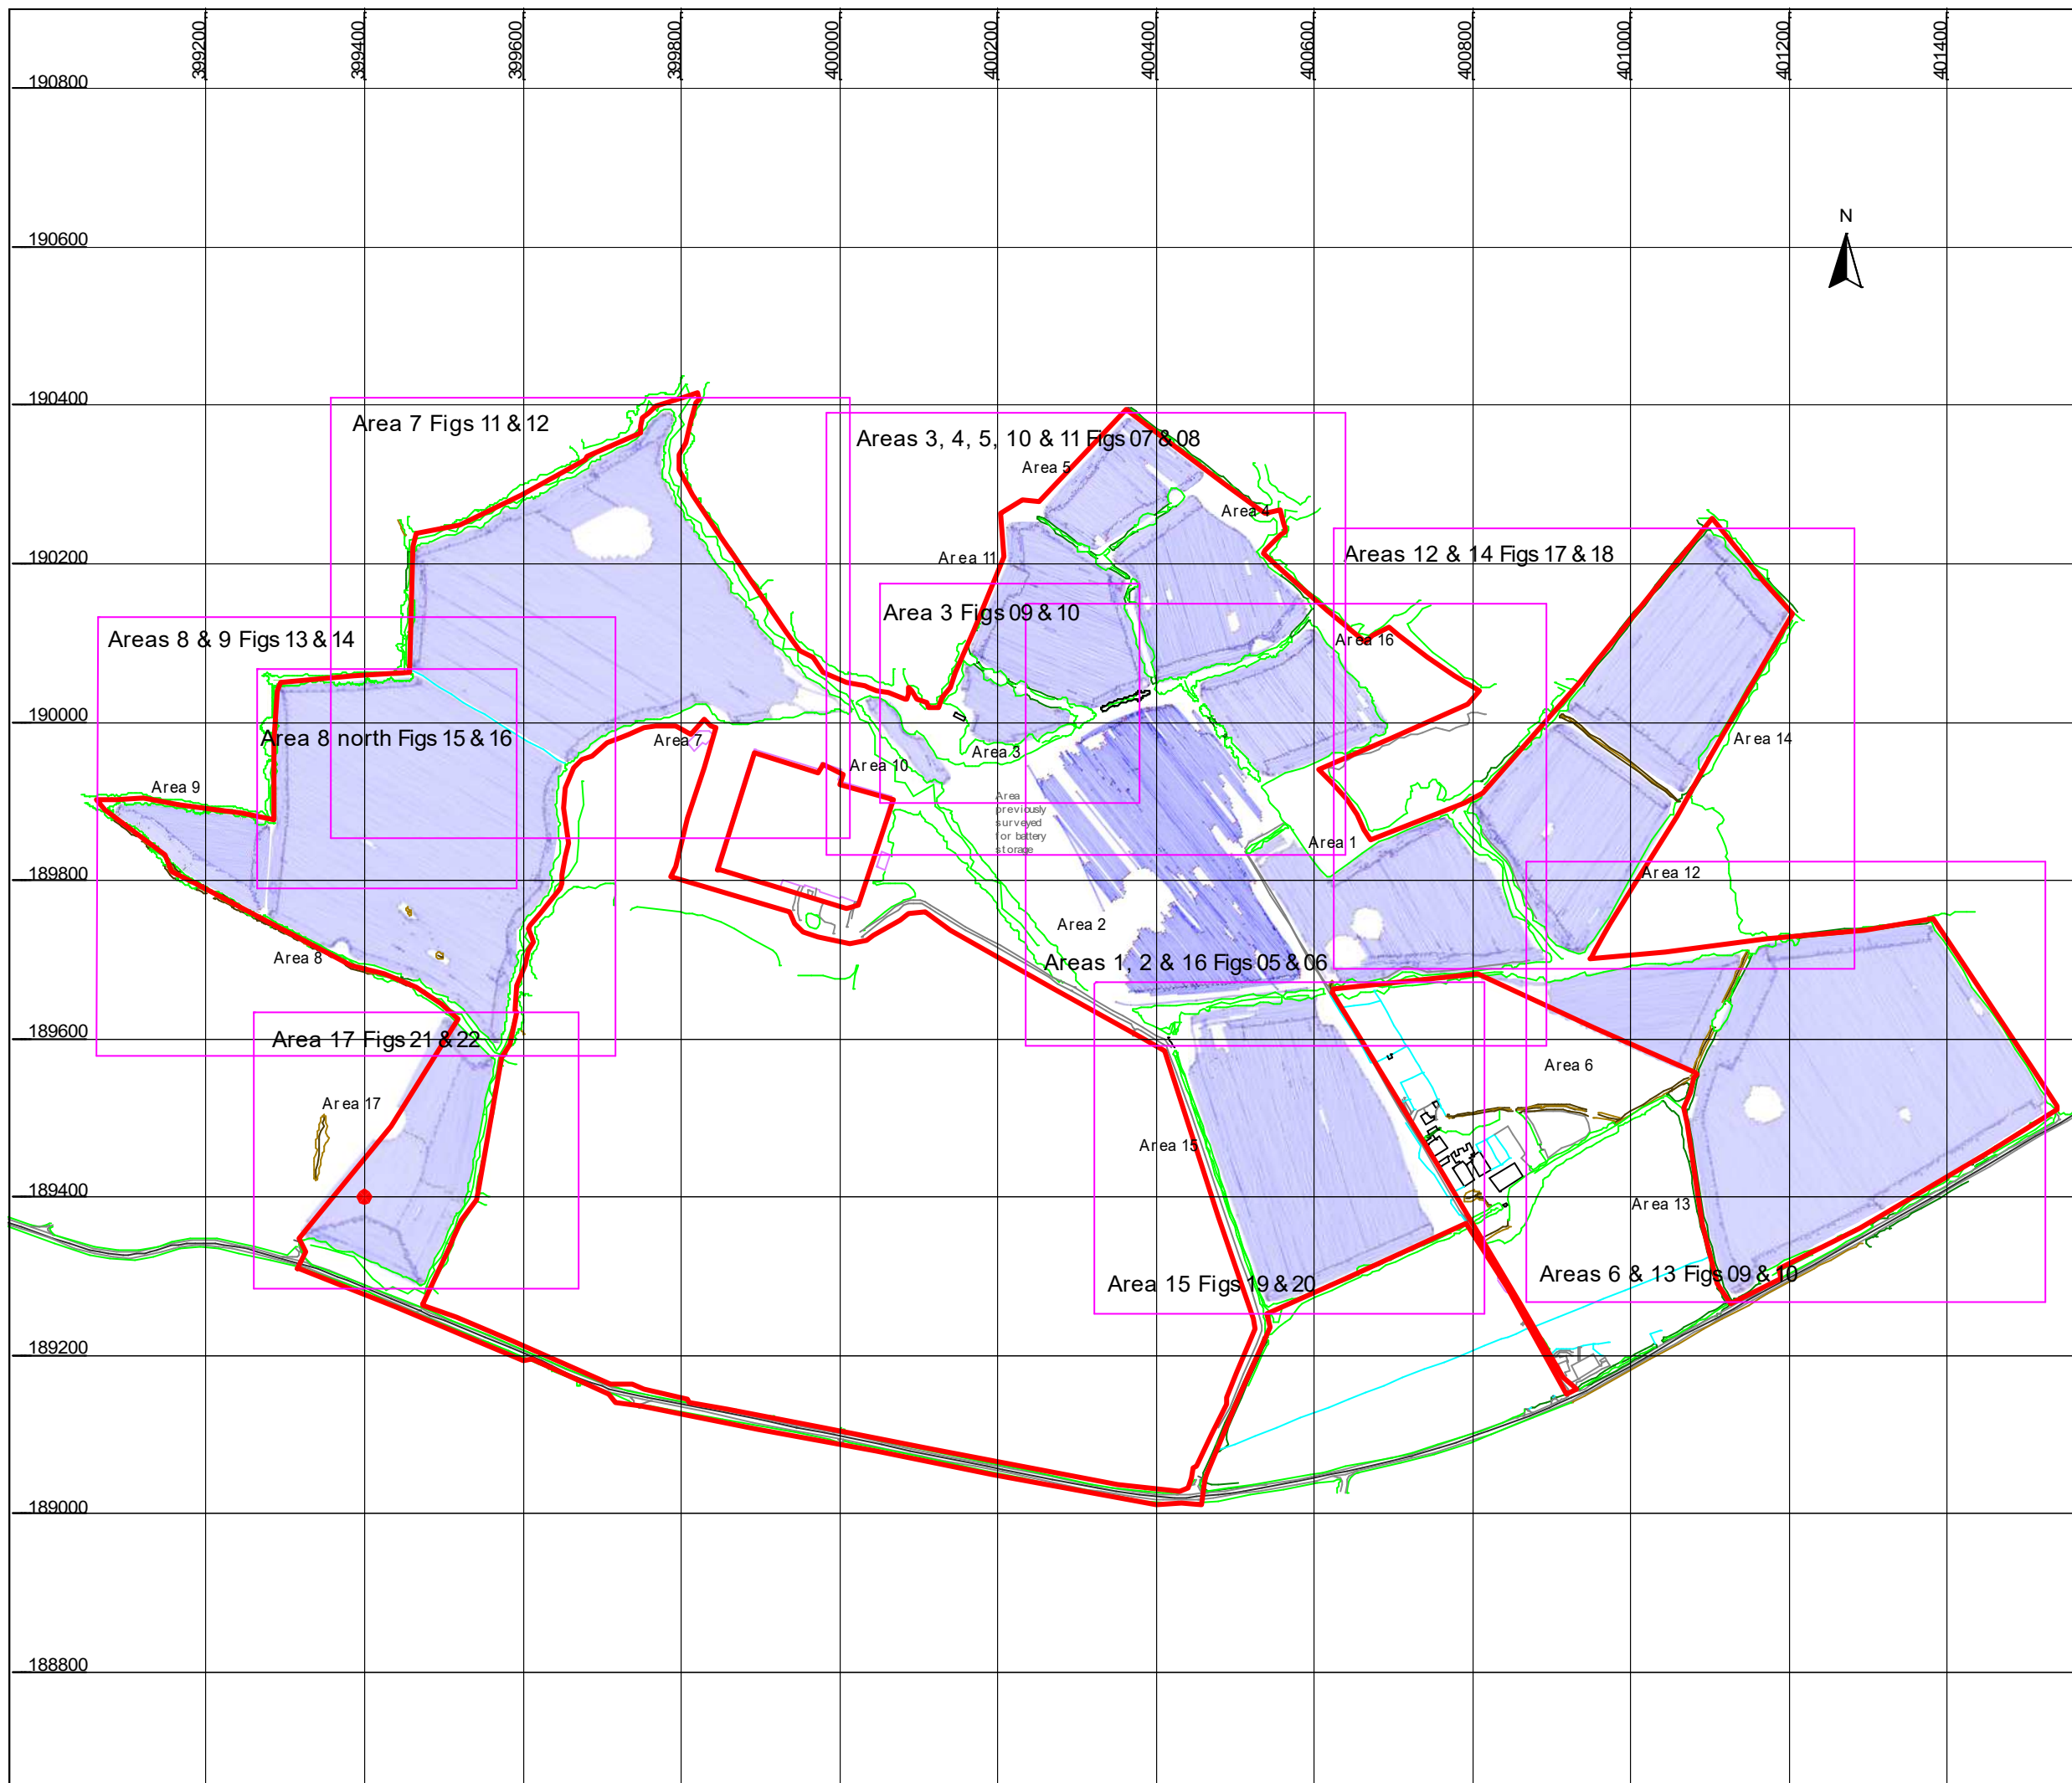 399200
399400
399600
399800
400000
400200
400400
400600
400800
401000
401200
401400
190800
190600
N
190400
Area 7 Figs 11 & 12
Areas 3, 4, 5, 10 & 11 Figs 07 & 08
Area 5
Area 4
190200
Area 11
Areas 12 & 14 Figs 17 & 18
Areas 8 & 9 Figs 13 & 14
Area 3 Figs 09 & 10
Area 16
190000
Area 8 north Figs 15 & 16
Area 7
Area 3
Area 14
Area 10
Area 9
Area
previously
surveyed
for battery
storage
Area 1
189800
Area 12
Area 2
Area 8
Areas 1, 2 & 16 Figs 05 & 06
189600
Area 17 Figs 21 & 22
Area 6
Area 17
Area 15
189400
Area 13
Area 15 Figs 19 & 20
Areas 6 & 13 Figs 09 & 10
189200
189000
188800